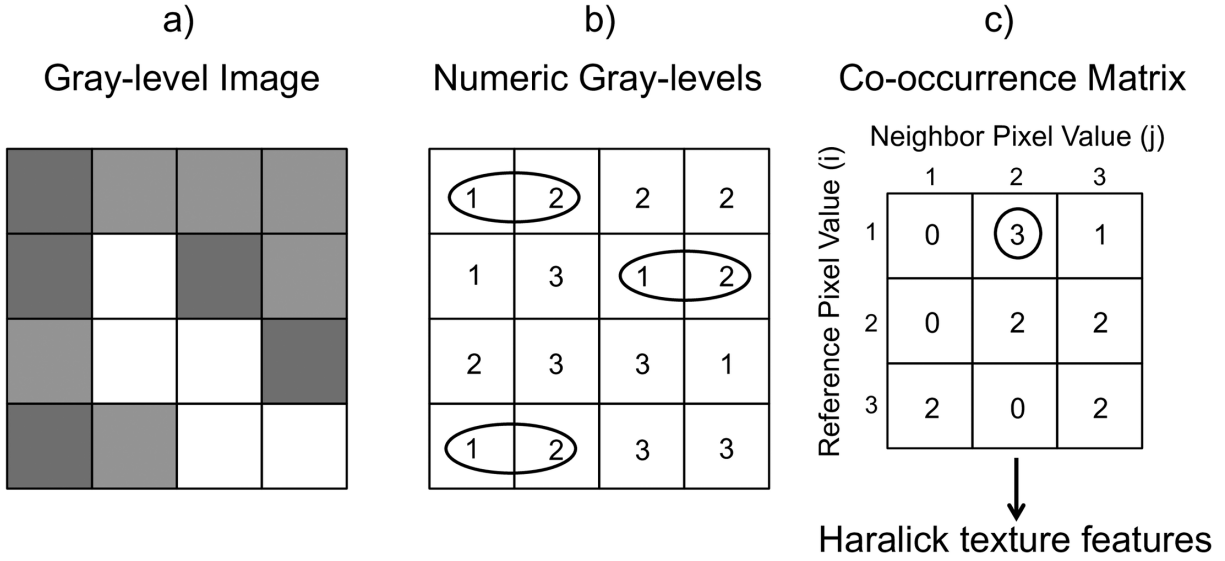 a) b) c)
Gray-level Image Numeric Gray-levels Co-occurrence Matrix
Neighbor Pixel Value (j)
Reference Pixel Value (i)
1 2 3
1 2 2 2
1 3 1 2
2 3 3 1
1 2 3 3
1 0 3 1
2 0 2 2
3 2 0 2
Haralick texture features